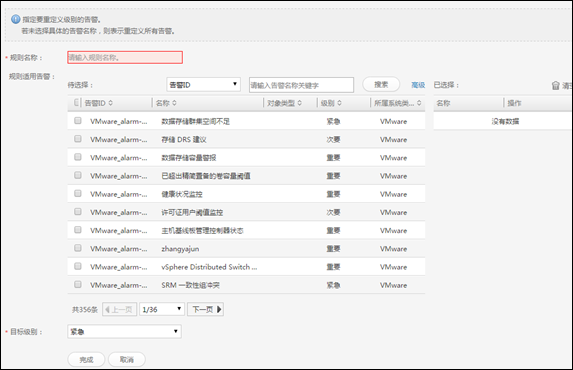 指定要重定义级别的告警。
若未选择具体的告警名称，则表示重定义所有告警。
* 规则名称： 请输入规则名称。
规则适用告警：
待选择： 告警ID 请输入告警名称关键字 搜索 高级 已选择：
告警ID 名称 对象类型 级别 所属系统类... 名称 操作
VMware_alarm-... 数据存储群集空间不足 紧急 VMware 没有数据
VMware_alarm-... 存储 DRS 建议 次要 VMware
VMware_alarm-... 数据存储容量警报 重要 VMware
VMware_alarm-... 已超出精简置备的卷容量阈值 重要 VMware
VMware_alarm-... 健康状况监控 重要 VMware
VMware_alarm-... 许可证用户阈值监控 次要 VMware
VMware_alarm-... 主机基线板管理控制器状态 重要 VMware
VMware_alarm-... zhangyajun 重要 VMware
VMware_alarm-... vSphere Distributed Switch ... 重要 VMware
VMware_alarm-... SRM 一致性组冲突 紧急 VMware
共356条 上一页 1/36 下一页
* 目标级别： 紧急
完成 取消